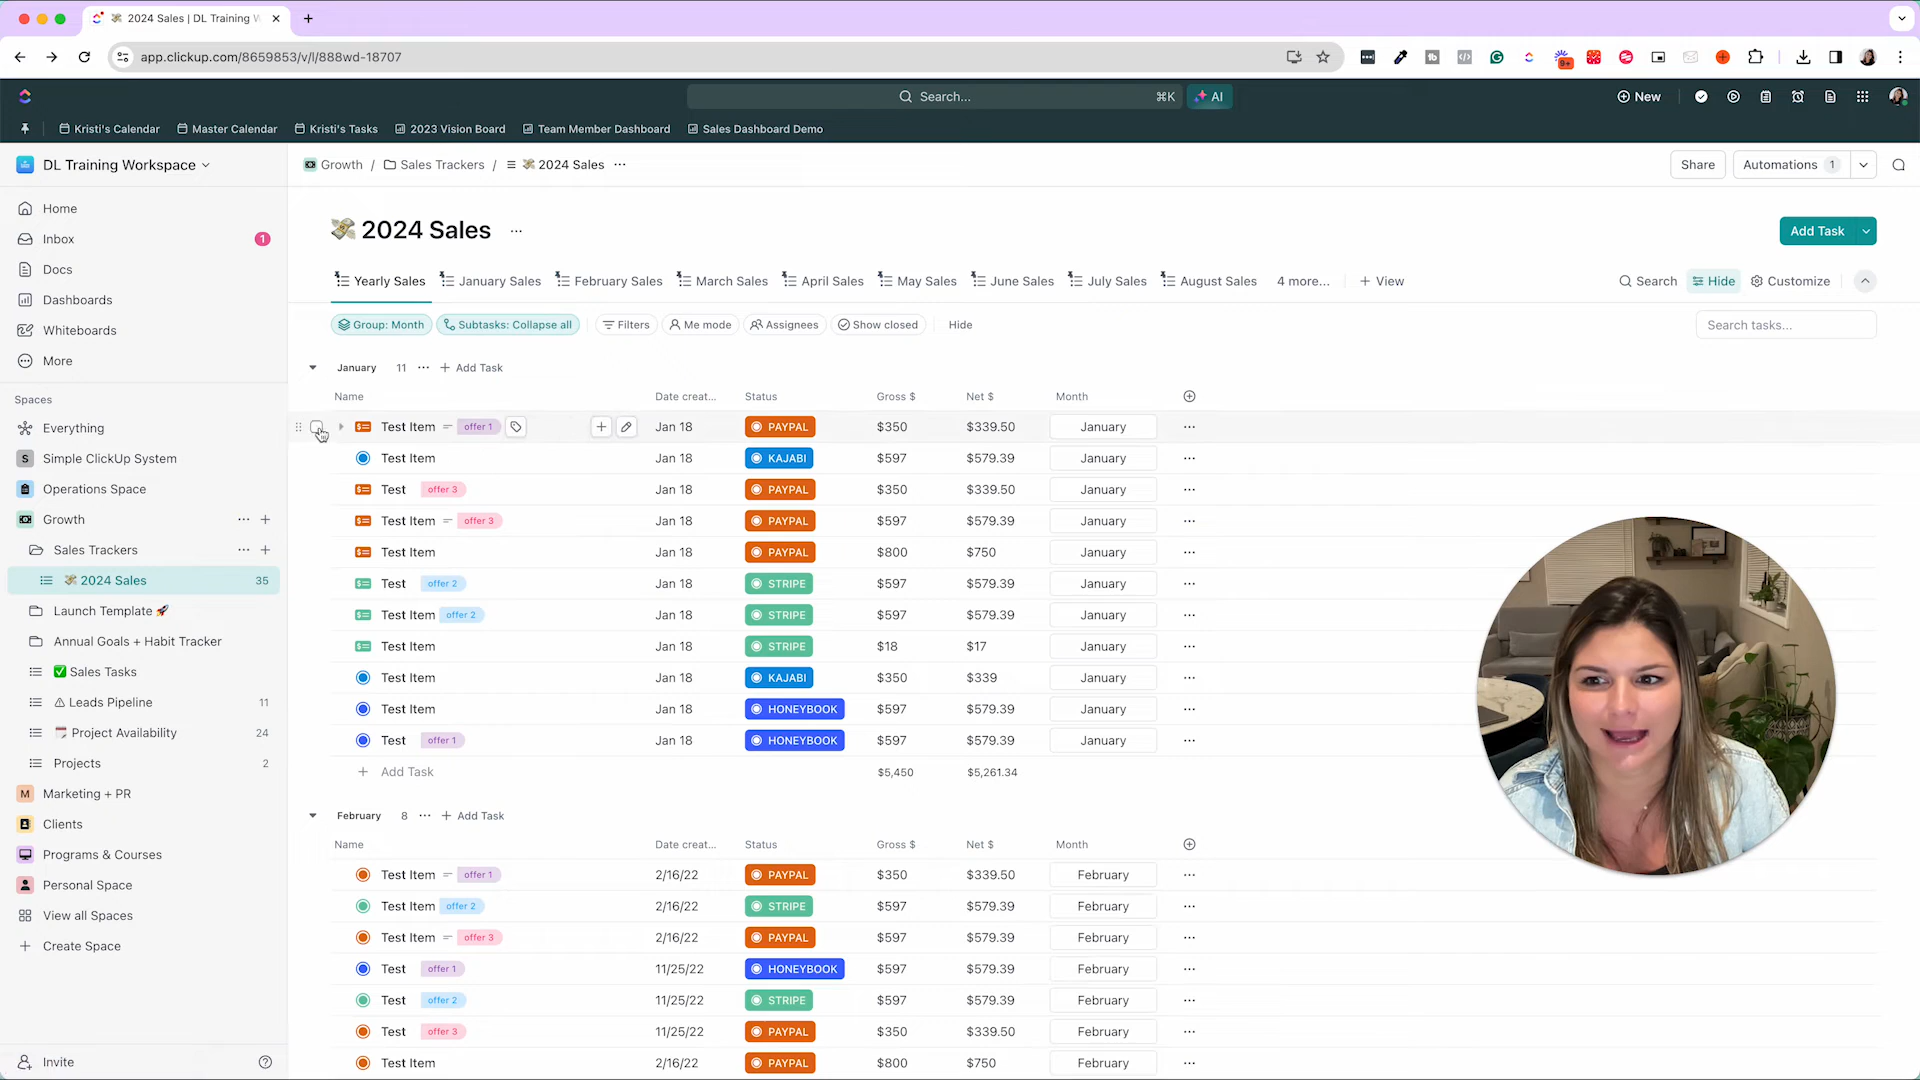 2024 Sales | DL Training W
app.clickup.com/8659853/v/l/888wd-18707
9+
Search... ⌘K AI New
Kristi's Calendar Master Calendar Kristi's Tasks 2023 Vision Board Team Member Dashboard Sales Dashboard Demo
DL Training Workspace
Growth / Sales Trackers / 2024 Sales ...
Share Automations 1
Home
Inbox 1
Docs
Dashboards
Whiteboards
More
Spaces
Everything
S Simple ClickUp System
Operations Space
Growth
Sales Trackers
2024 Sales 35
Launch Template 🚀
Annual Goals + Habit Tracker
✅ Sales Tasks
⚠ Leads Pipeline 11
Project Availability 24
Projects 2
M Marketing + PR
Clients
Programs & Courses
Personal Space
View all Spaces
+ Create Space
Invite
2024 Sales ...
Add Task
Yearly Sales January Sales February Sales March Sales April Sales May Sales June Sales July Sales August Sales 4 more... + View
Search Hide Customize
Group: Month Subtasks: Collapse all Filters Me mode Assignees Show closed Hide
Search tasks...
January 11 ... + Add Task
Name Date creat... Status Gross $ Net $ Month
Test Item offer 1 Jan 18 PAYPAL $350 $339.50 January
Test Item Jan 18 KAJABI $597 $579.39 January
Test offer 3 Jan 18 PAYPAL $350 $339.50 January
Test Item offer 3 Jan 18 PAYPAL $597 $579.39 January
Test Item Jan 18 PAYPAL $800 $750 January
Test offer 2 Jan 18 STRIPE $597 $579.39 January
Test Item offer 2 Jan 18 STRIPE $597 $579.39 January
Test Item Jan 18 STRIPE $18 $17 January
Test Item Jan 18 KAJABI $350 $339 January
Test Item Jan 18 HONEYBOOK $597 $579.39 January
Test offer 1 Jan 18 HONEYBOOK $597 $579.39 January
+ Add Task $5,450 $5,261.34
February 8 ... + Add Task
Name Date creat... Status Gross $ Net $ Month
Test Item offer 1 2/16/22 PAYPAL $350 $339.50 February
Test Item offer 2 2/16/22 STRIPE $597 $579.39 February
Test Item offer 3 2/16/22 PAYPAL $597 $579.39 February
Test offer 1 11/25/22 HONEYBOOK $597 $579.39 February
Test offer 2 11/25/22 STRIPE $597 $579.39 February
Test offer 3 11/25/22 PAYPAL $350 $339.50 February
Test Item 2/16/22 PAYPAL $800 $750 February